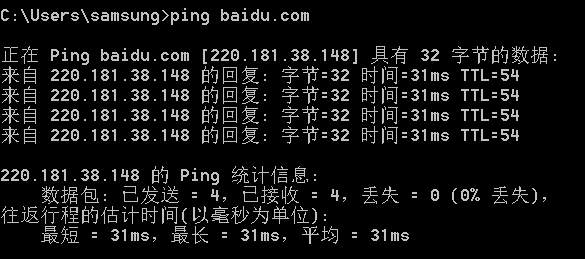 C:\Users\samsung>ping baidu.com
正在 Ping baidu.com [220.181.38.148] 具有 32 字节的数据:
来自 220.181.38.148 的回复: 字节=32 时间=31ms TTL=54
来自 220.181.38.148 的回复: 字节=32 时间=31ms TTL=54
来自 220.181.38.148 的回复: 字节=32 时间=31ms TTL=54
来自 220.181.38.148 的回复: 字节=32 时间=31ms TTL=54
220.181.38.148 的 Ping 统计信息:
数据包: 已发送 = 4, 已接收 = 4, 丢失 = 0 (0% 丢失),
往返行程的估计时间(以毫秒为单位):
最短 = 31ms, 最长 = 31ms, 平均 = 31ms